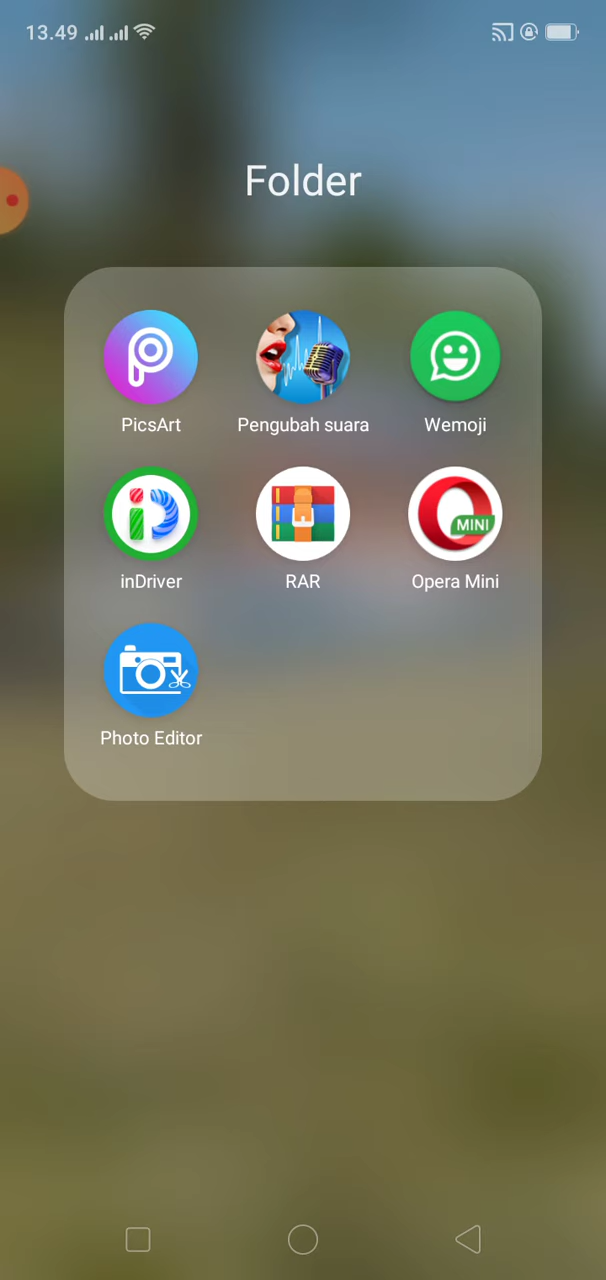 13.49
Folder
PicsArt
Pengubah suara
Wemoji
inDriver
RAR
MINI
Opera Mini
Photo Editor